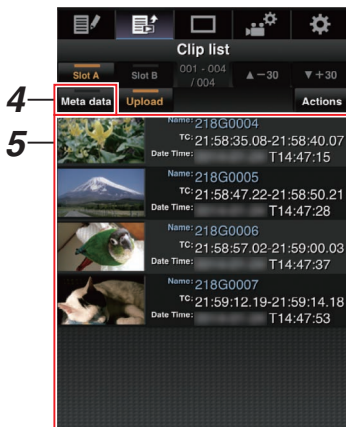 Clip list
Slot A
Slot B
001 - 004
/ 004
▲−30
▼+30
4
Meta data
Upload
Actions
5
Name: 218G0004
TC: 21:58:35.08-21:58:40.07
Date Time: T14:47:15
Name: 218G0005
TC: 21:58:47.22-21:58:50.21
Date Time: T14:47:28
Name: 218G0006
TC: 21:58:57.02-21:59:00.03
Date Time: T14:47:37
Name: 218G0007
TC: 21:59:12.19-21:59:14.18
Date Time: T14:47:53